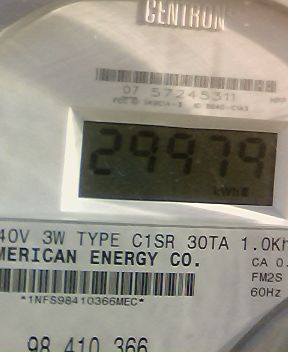 CENTRON
07 57245311
29979
kWh
40V 3W TYPE C1SR 30TA 1.0Kh
MERICAN ENERGY CO.
CA 0.
FM2S
60Hz
*1NFS98410366MEC*
98 410 366